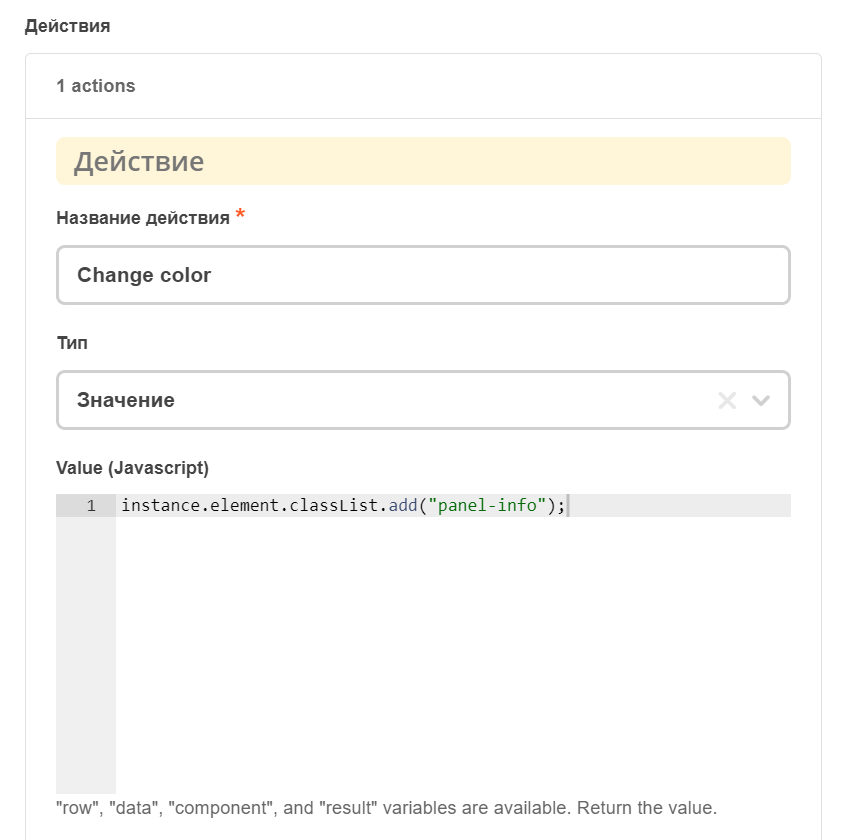 Действия
1 actions
Действие
Название действия *
Change color
Тип
Значение
Value (Javascript)
1 instance.element.classList.add("panel-info");
"row", "data", "component", and "result" variables are available. Return the value.